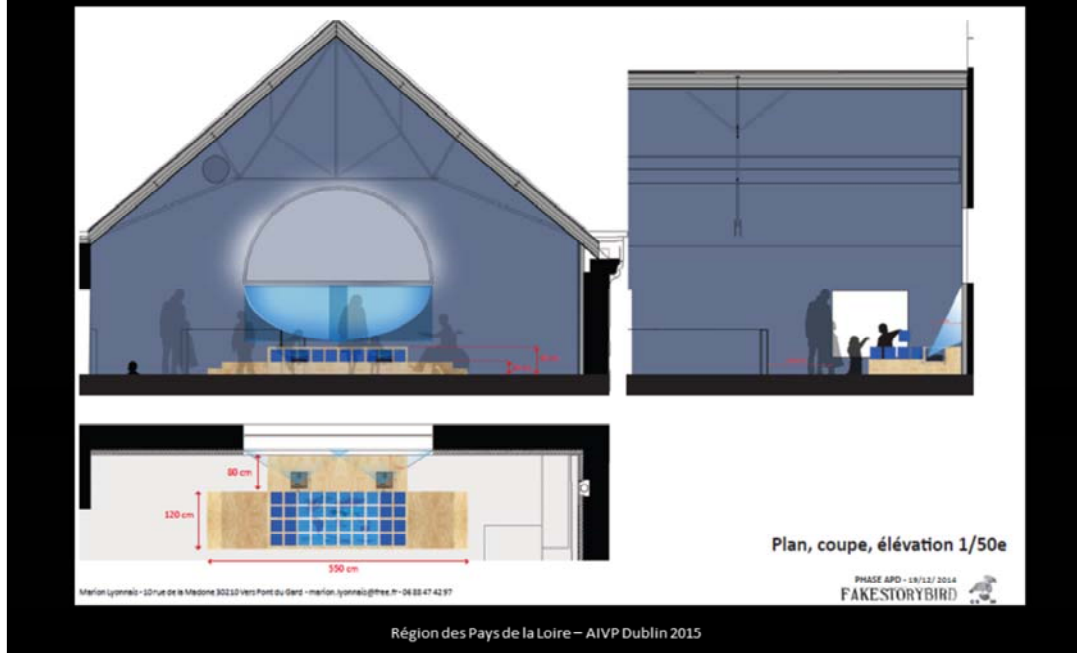 80 cm
120 cm
550 cm
Plan, coupe, élévation 1/50e
PHASE APD - 19/12/ 2014
FAKESTORYBIRD
Marion Lyonnais - 10 rue de la Madone 30210 Vers Pont du Gard - marion.lyonnais@free.fr - 06 88 47 42 97
Région des Pays de la Loire – AIVP Dublin 2015